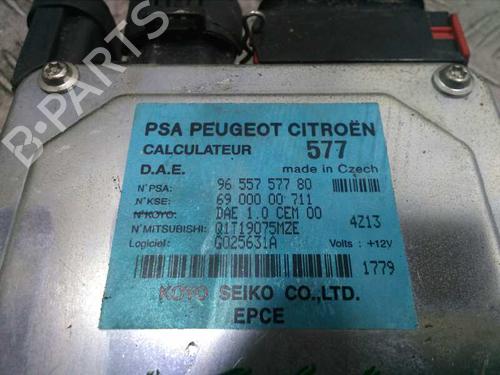 PSA PEUGEOT CITROËN
CALCULATEUR 577
D.A.E. made in Czech
N°PSA: 96 557 577 80
N°KSE: 69 000 00 711
N°KOYO: DAE 1.0 CEM 00
4Z13
N°MITSUBISHI: Q1T19075MZE
Logiciel: G025631A Volts : +12V
1779
KOYO SEIKO CO.,LTD.
EPCE
B-PARTS